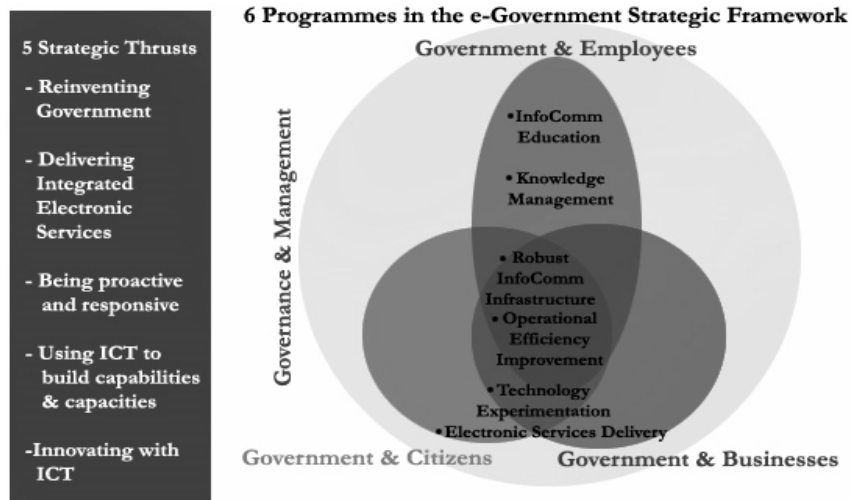 6 Programmes in the e-Government Strategic Framework
5 Strategic Thrusts
- Reinventing
Government
- Delivering
Integrated
Electronic
Services
- Being proactive
and responsive
- Using ICT to
build capabilities
& capacities
-Innovating with
ICT
Governance & Management
Government & Employees
• InfoComm
Education
• Knowledge
Management
• Robust
InfoComm
Infrastructure
• Operational
Efficiency
Improvement
• Technology
Experimentation
• Electronic Services Delivery
Government & Citizens
Government & Businesses